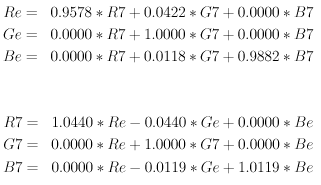 Re = 0.9578 * R7 + 0.0422 * G7 + 0.0000 * B7
Ge = 0.0000 * R7 + 1.0000 * G7 + 0.0000 * B7
Be = 0.0000 * R7 + 0.0118 * G7 + 0.9882 * B7
R7 = 1.0440 * Re − 0.0440 * Ge + 0.0000 * Be
G7 = 0.0000 * Re + 1.0000 * G7 + 0.0000 * Be
B7 = 0.0000 * Re − 0.0119 * Ge + 1.0119 * Be